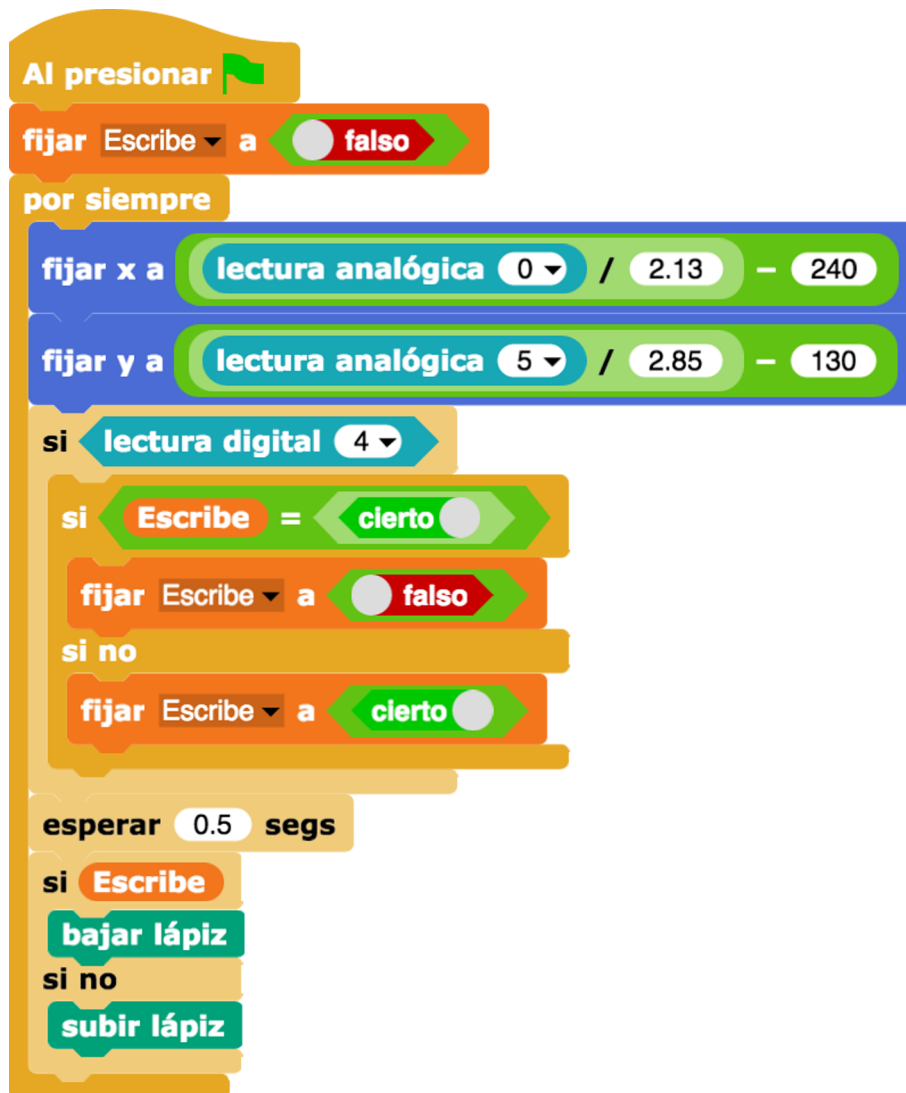 Al presionar
fijar Escribe a falso
por siempre
fijar x a lectura analógica 0 / 2.13 – 240
fijar y a lectura analógica 5 / 2.85 – 130
si lectura digital 4
si Escribe = cierto
fijar Escribe a falso
si no
fijar Escribe a cierto
esperar 0.5 segs
si Escribe
bajar lápiz
si no
subir lápiz